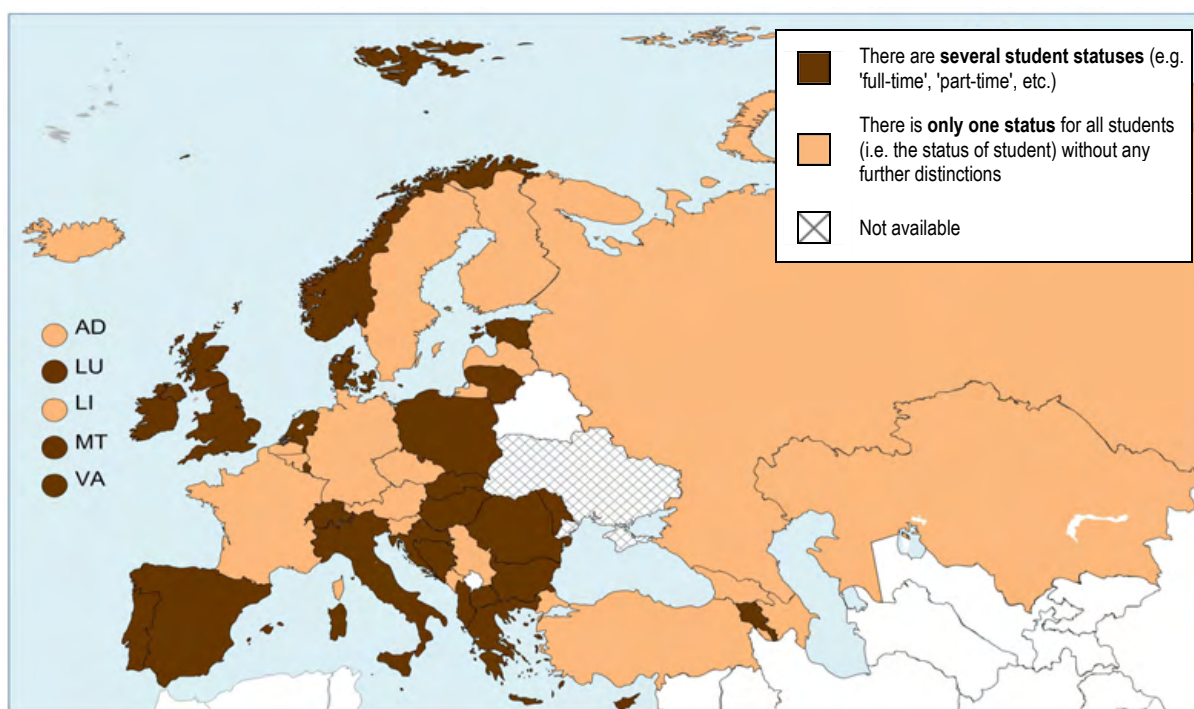 There are several student statuses (e.g.
'full-time', 'part-time', etc.)
There is only one status for all students
(i.e. the status of student) without any
further distinctions
Not available
AD
LU
LI
MT
VA